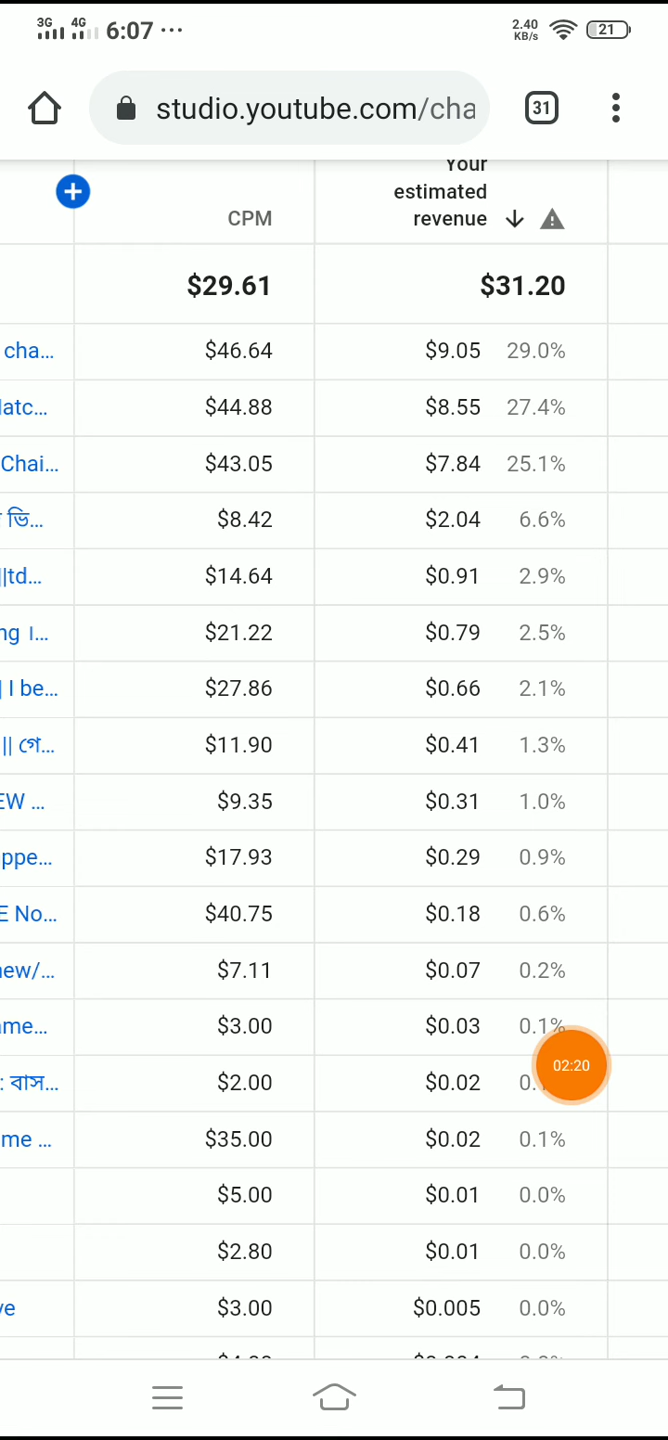 3G 4G 6:07 ... 2.40 KB/s 21
studio.youtube.com/cha 31
Your
estimated
CPM revenue
$29.61 $31.20
cha... $46.64 $9.05 29.0%
latc... $44.88 $8.55 27.4%
Chai... $43.05 $7.84 25.1%
ভি... $8.42 $2.04 6.6%
||td... $14.64 $0.91 2.9%
ng ।... $21.22 $0.79 2.5%
| I be... $27.86 $0.66 2.1%
|| গে... $11.90 $0.41 1.3%
EW ... $9.35 $0.31 1.0%
ppe... $17.93 $0.29 0.9%
E No... $40.75 $0.18 0.6%
new/... $7.11 $0.07 0.2%
ame... $3.00 $0.03 0.1%
02:20
: বাস... $2.00 $0.02 0.
me ... $35.00 $0.02 0.1%
$5.00 $0.01 0.0%
$2.80 $0.01 0.0%
ve $3.00 $0.005 0.0%